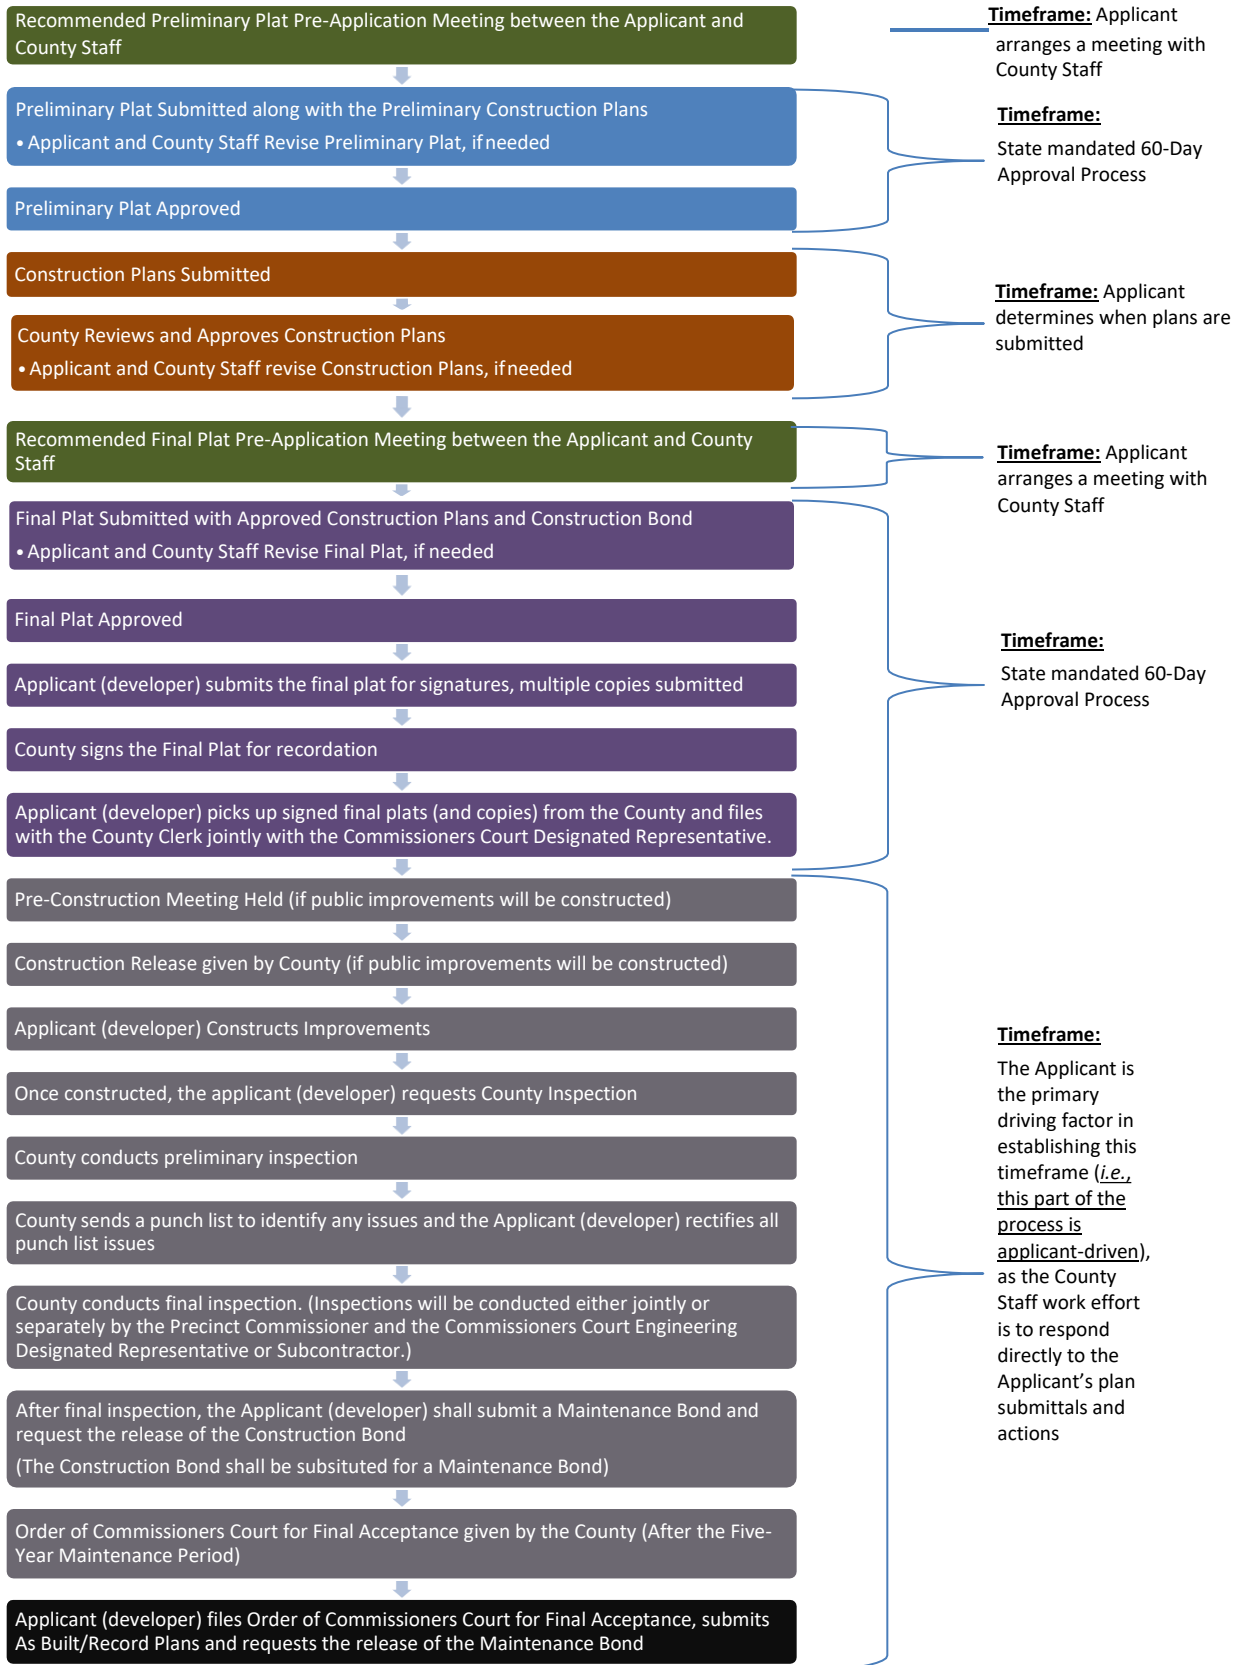 Recommended Preliminary Plat Pre-Application Meeting between the Applicant and
County Staff
Timeframe: Applicant
arranges a meeting with
County Staff
Preliminary Plat Submitted along with the Preliminary Construction Plans
• Applicant and County Staff Revise Preliminary Plat, if needed
Preliminary Plat Approved
Timeframe:
State mandated 60-Day
Approval Process
Construction Plans Submitted
County Reviews and Approves Construction Plans
• Applicant and County Staff revise Construction Plans, if needed
Timeframe: Applicant
determines when plans are
submitted
Recommended Final Plat Pre-Application Meeting between the Applicant and County
Staff
Timeframe: Applicant
arranges a meeting with
County Staff
Final Plat Submitted with Approved Construction Plans and Construction Bond
• Applicant and County Staff Revise Final Plat, if needed
Final Plat Approved
Applicant (developer) submits the final plat for signatures, multiple copies submitted
County signs the Final Plat for recordation
Applicant (developer) picks up signed final plats (and copies) from the County and files
with the County Clerk jointly with the Commissioners Court Designated Representative.
Timeframe:
State mandated 60-Day
Approval Process
Pre-Construction Meeting Held (if public improvements will be constructed)
Construction Release given by County (if public improvements will be constructed)
Applicant (developer) Constructs Improvements
Once constructed, the applicant (developer) requests County Inspection
County conducts preliminary inspection
County sends a punch list to identify any issues and the Applicant (developer) rectifies all
punch list issues
County conducts final inspection. (Inspections will be conducted either jointly or
separately by the Precinct Commissioner and the Commissioners Court Engineering
Designated Representative or Subcontractor.)
After final inspection, the Applicant (developer) shall submit a Maintenance Bond and
request the release of the Construction Bond
(The Construction Bond shall be subsituted for a Maintenance Bond)
Order of Commissioners Court for Final Acceptance given by the County (After the Five-
Year Maintenance Period)
Applicant (developer) files Order of Commissioners Court for Final Acceptance, submits
As Built/Record Plans and requests the release of the Maintenance Bond
Timeframe:
The Applicant is
the primary
driving factor in
establishing this
timeframe (i.e.,
this part of the
process is
applicant-driven),
as the County
Staff work effort
is to respond
directly to the
Applicant's plan
submittals and
actions